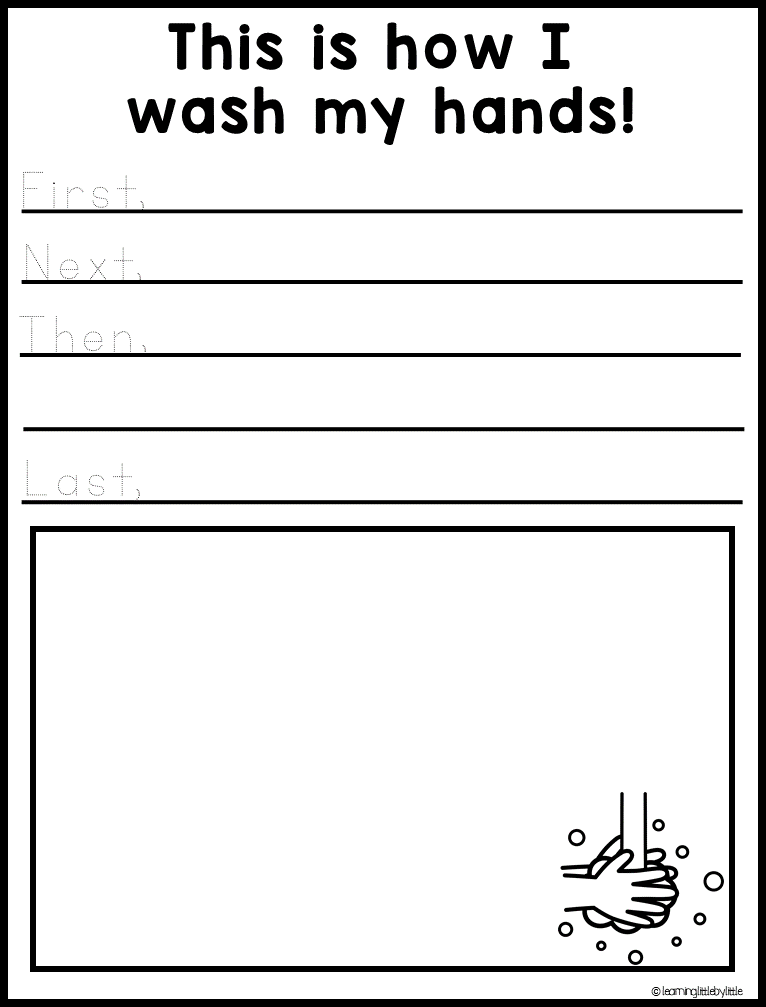 This is how I
wash my hands!
First,
Next,
Then,
Last,
© learninglittlebylittle